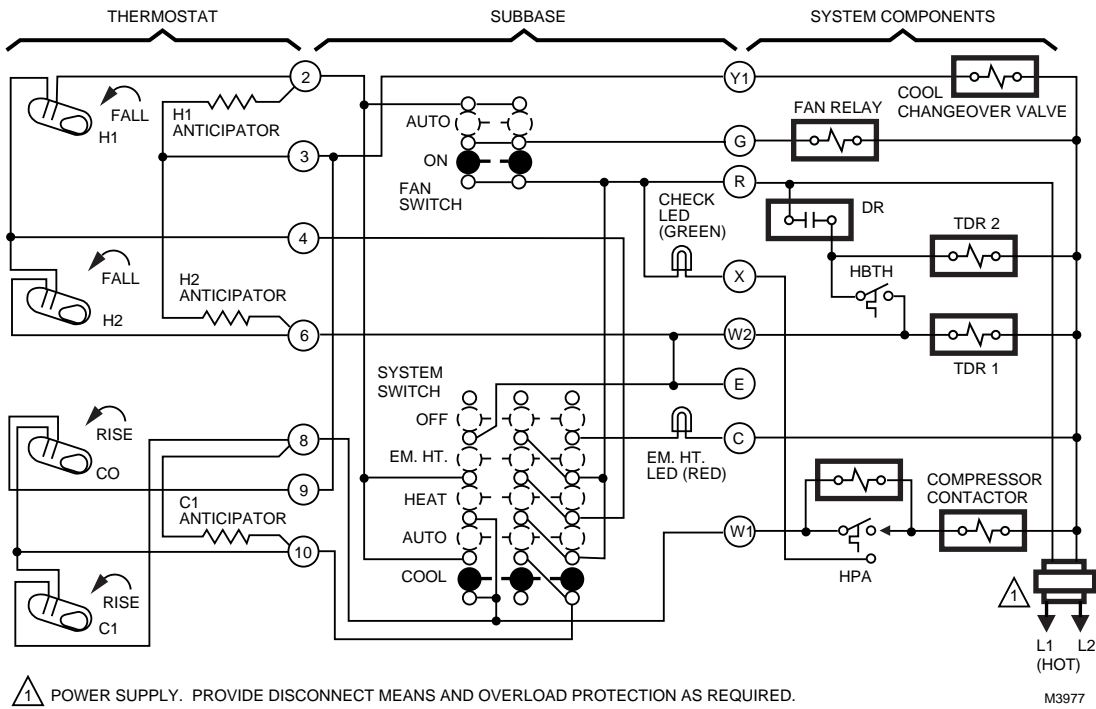 THERMOSTAT
SUBBASE
SYSTEM COMPONENTS
FALL
H1
H1
ANTICIPATOR
2
3
4
FALL
H2
H2
ANTICIPATOR
6
RISE
CO
8
9
C1
ANTICIPATOR
10
RISE
C1
AUTO
ON
FAN
SWITCH
CHECK
LED
(GREEN)
SYSTEM
SWITCH
OFF
EM. HT.
HEAT
AUTO
COOL
EM. HT.
LED (RED)
Y1
G
R
X
W2
E
C
W1
COOL
CHANGEOVER VALVE
FAN RELAY
DR
TDR 2
HBTH
TDR 1
COMPRESSOR
CONTACTOR
HPA
1
L1
(HOT)
L2
1 POWER SUPPLY. PROVIDE DISCONNECT MEANS AND OVERLOAD PROTECTION AS REQUIRED.
M3977